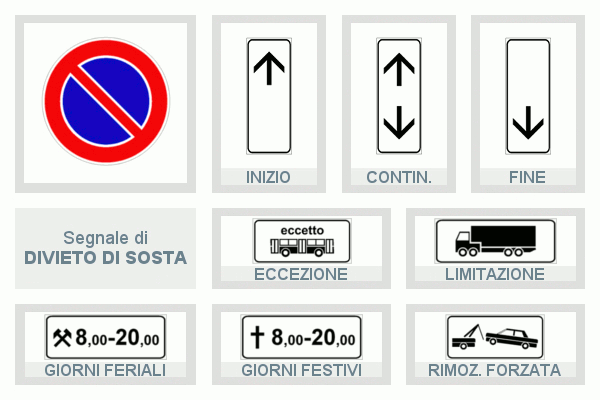 INIZIO
CONTIN.
FINE
Segnale di
DIVIETO DI SOSTA
eccetto
ECCEZIONE
LIMITAZIONE
8,00-20,00
GIORNI FERIALI
8,00-20,00
GIORNI FESTIVI
RIMOZ. FORZATA